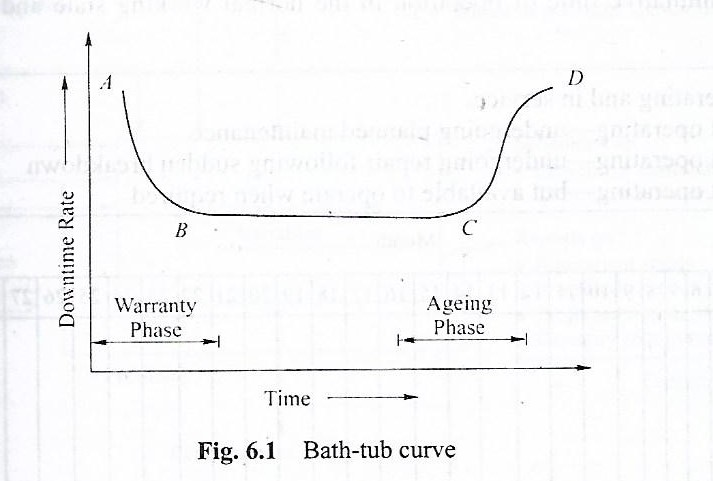 A
D
B
C
Downtime Rate
Warranty
Phase
Ageing
Phase
Time
Fig. 6.1 Bath-tub curve